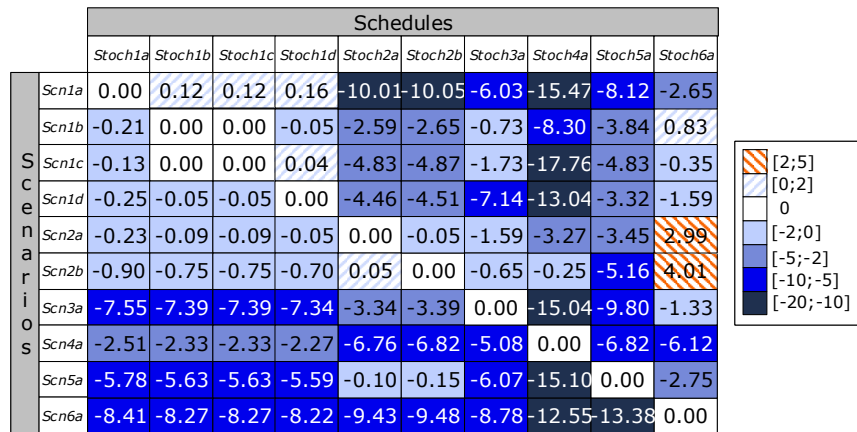 Schedules
Stoch1a Stoch1b Stoch1c Stoch1d Stoch2a Stoch2b Stoch3a Stoch4a Stoch5a Stoch6a
Scenarios
Scn1a 0.00 0.12 0.12 0.16 -10.01 -10.05 -6.03 -15.47 -8.12 -2.65
Scn1b -0.21 0.00 0.00 -0.05 -2.59 -2.65 -0.73 -8.30 -3.84 0.83
Scn1c -0.13 0.00 0.00 0.04 -4.83 -4.87 -1.73 -17.76 -4.83 -0.35
Scn1d -0.25 -0.05 -0.05 0.00 -4.46 -4.51 -7.14 -13.04 -3.32 -1.59
Scn2a -0.23 -0.09 -0.09 -0.05 0.00 -0.05 -1.59 -3.27 -3.45 2.99
Scn2b -0.90 -0.75 -0.75 -0.70 0.05 0.00 -0.65 -0.25 -5.16 4.01
Scn3a -7.55 -7.39 -7.39 -7.34 -3.34 -3.39 0.00 -15.04 -9.80 -1.33
Scn4a -2.51 -2.33 -2.33 -2.27 -6.76 -6.82 -5.08 0.00 -6.82 -6.12
Scn5a -5.78 -5.63 -5.63 -5.59 -0.10 -0.15 -6.07 -15.10 0.00 -2.75
Scn6a -8.41 -8.27 -8.27 -8.22 -9.43 -9.48 -8.78 -12.55 -13.38 0.00
[2;5]
[0;2]
0
[-2;0]
[-5;-2]
[-10;-5]
[-20;-10]